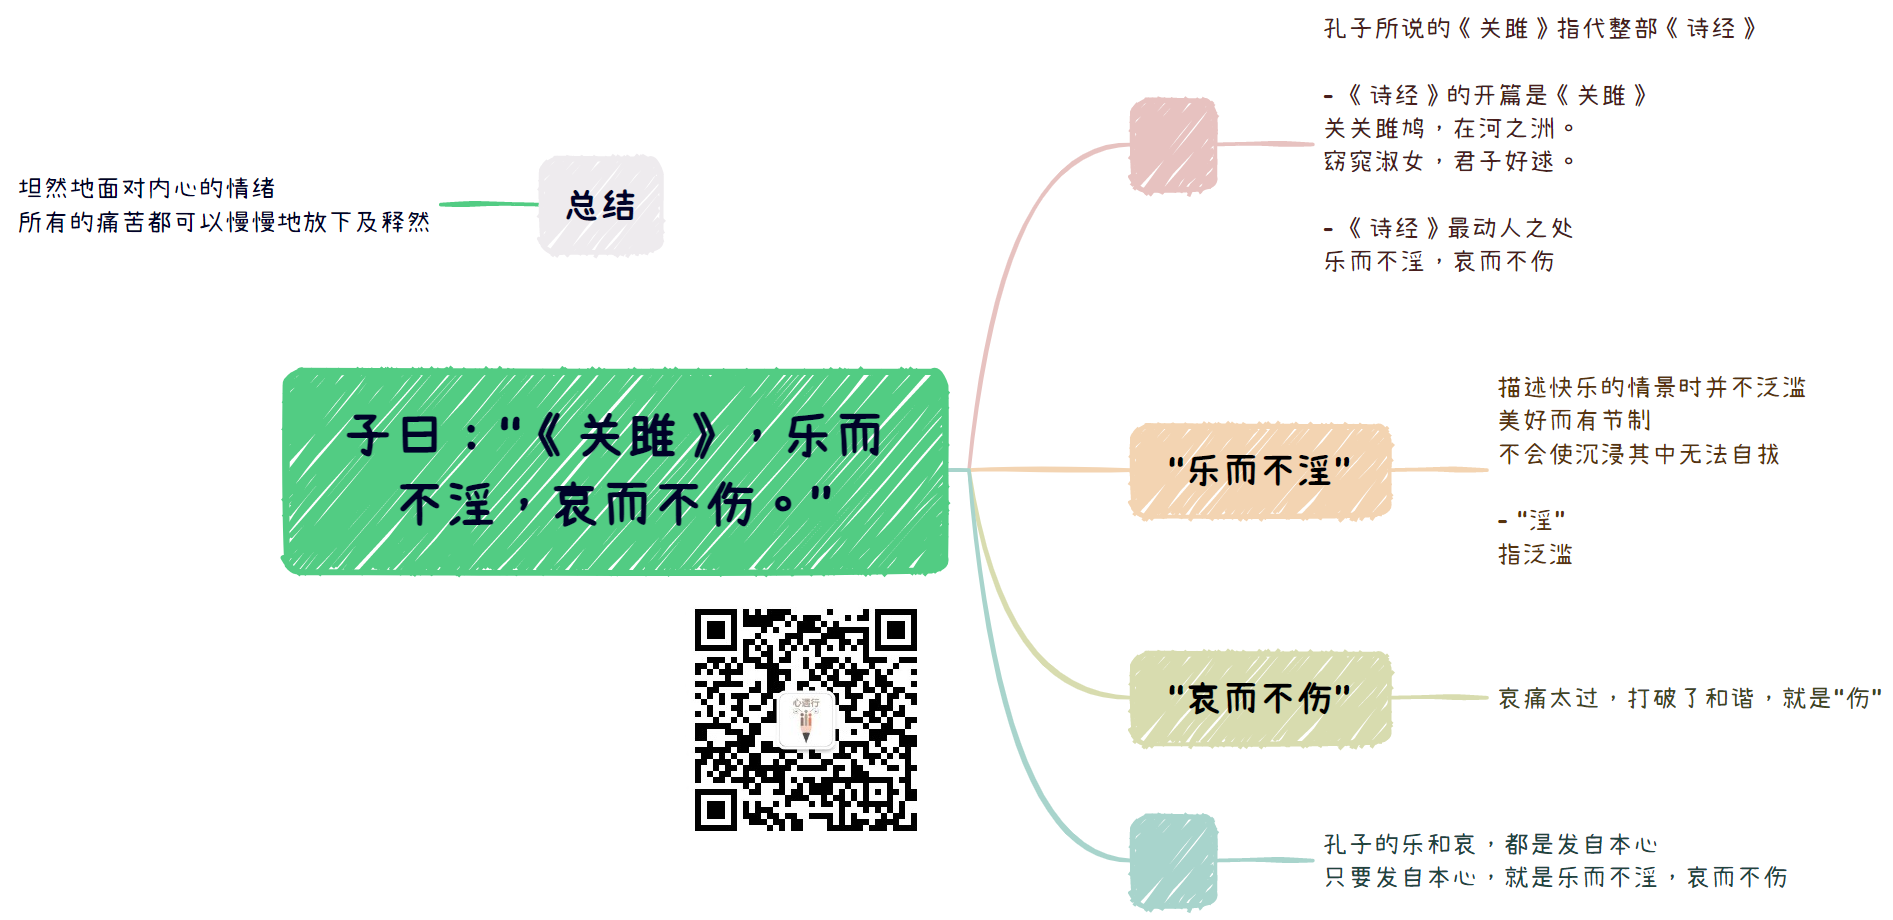 孔子所说的《关雎》指代整部《诗经》
- 《诗经》的开篇是《关雎》
关关雎鸠，在河之洲。
窈窕淑女，君子好逑。
- 《诗经》最动人之处
乐而不淫，哀而不伤
坦然地面对内心的情绪
所有的痛苦都可以慢慢地放下及释然
总结
子曰："《关雎》，乐而
不淫，哀而不伤。"
"乐而不淫"
描述快乐的情景时并不泛滥
美好而有节制
不会使沉浸其中无法自拔
- "淫"
指泛滥
"哀而不伤"
哀痛太过，打破了和谐，就是"伤"
心遇行
孔子的乐和哀，都是发自本心
只要发自本心，就是乐而不淫，哀而不伤